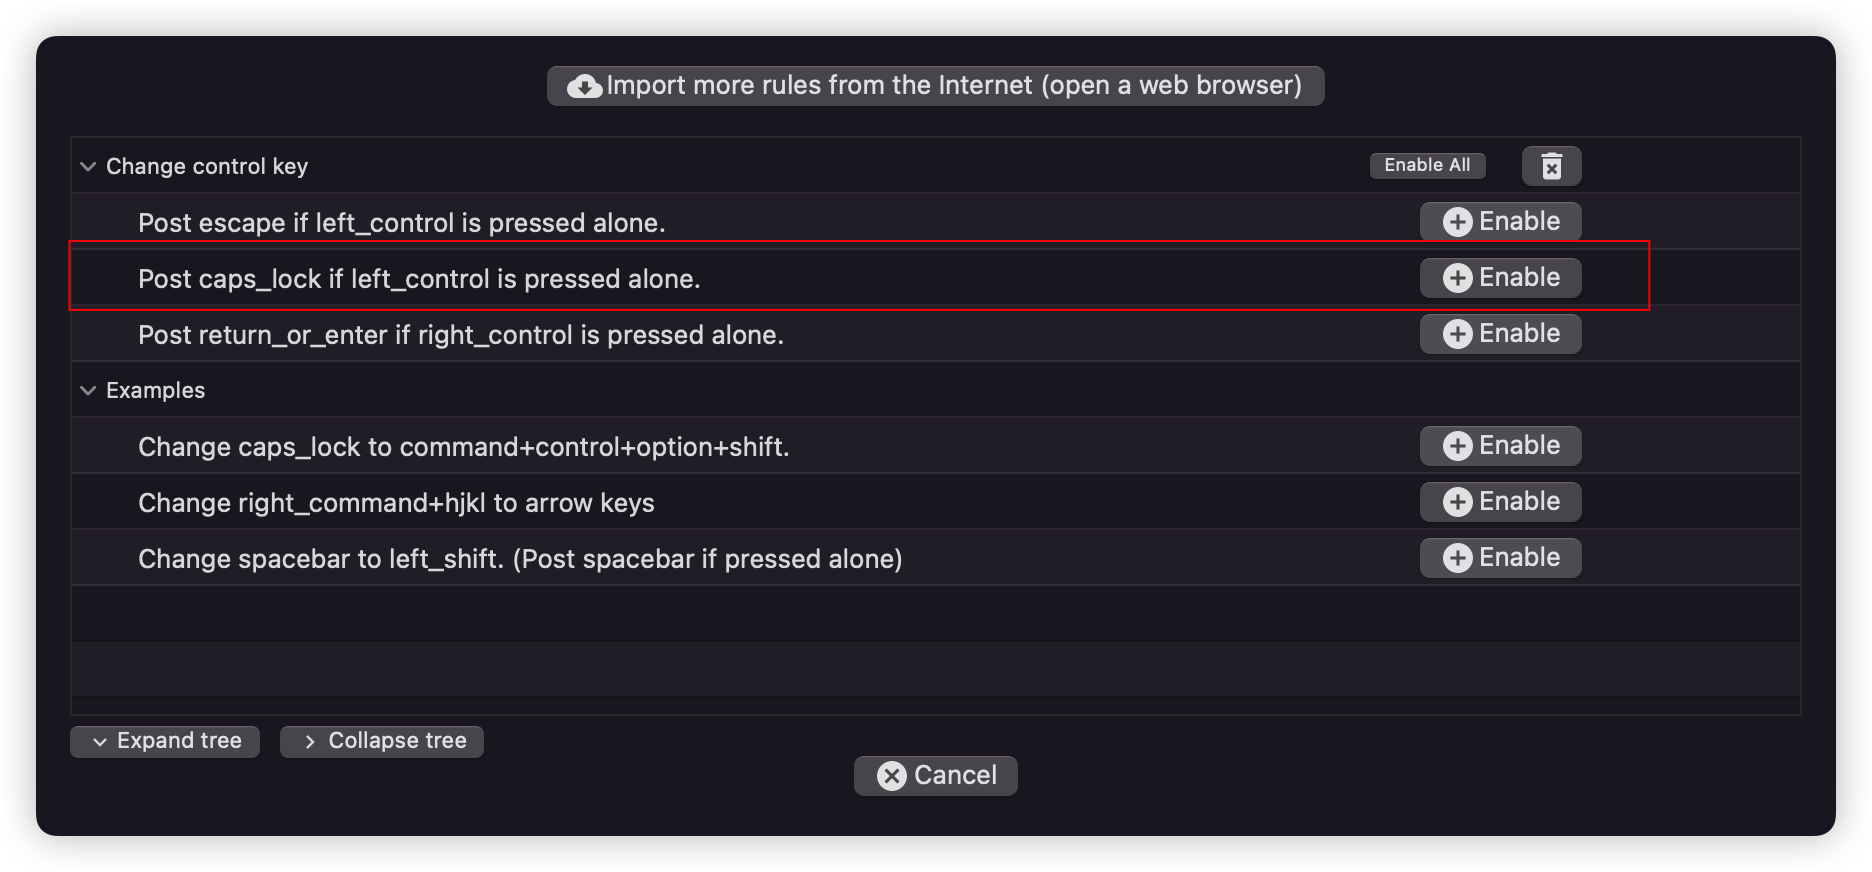 Import more rules from the Internet (open a web browser)
Change control key Enable All
Post escape if left_control is pressed alone. Enable
Post caps_lock if left_control is pressed alone. Enable
Post return_or_enter if right_control is pressed alone. Enable
Examples
Change caps_lock to command+control+option+shift. Enable
Change right_command+hjkl to arrow keys Enable
Change spacebar to left_shift. (Post spacebar if pressed alone) Enable
Expand tree Collapse tree
Cancel